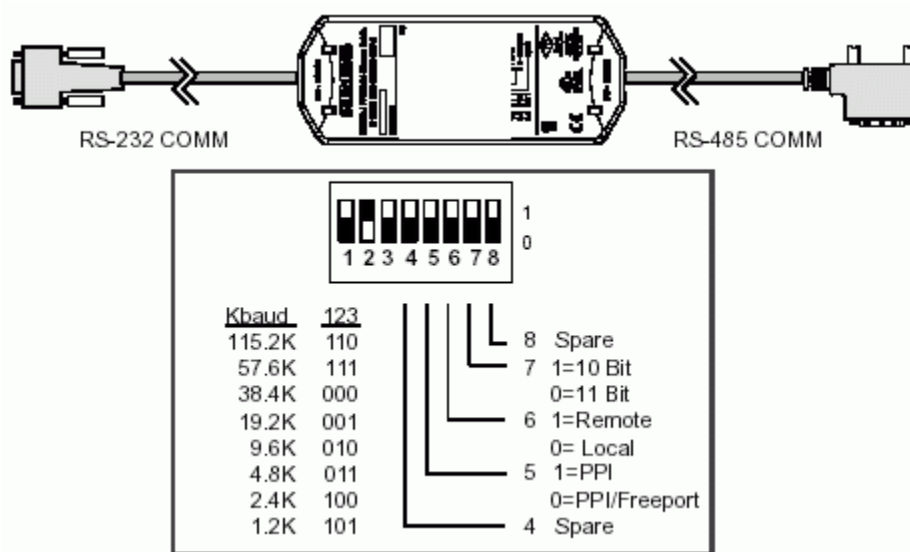 RS-232 COMM
RS-485 COMM
1
0
1 2 3 4 5 6 7 8
Kbaud 123
115.2K 110
57.6K 111
38.4K 000
19.2K 001
9.6K 010
4.8K 011
2.4K 100
1.2K 101
8 Spare
7 1=10 Bit
0=11 Bit
6 1=Remote
0= Local
5 1=PPI
0=PPI/Freeport
4 Spare